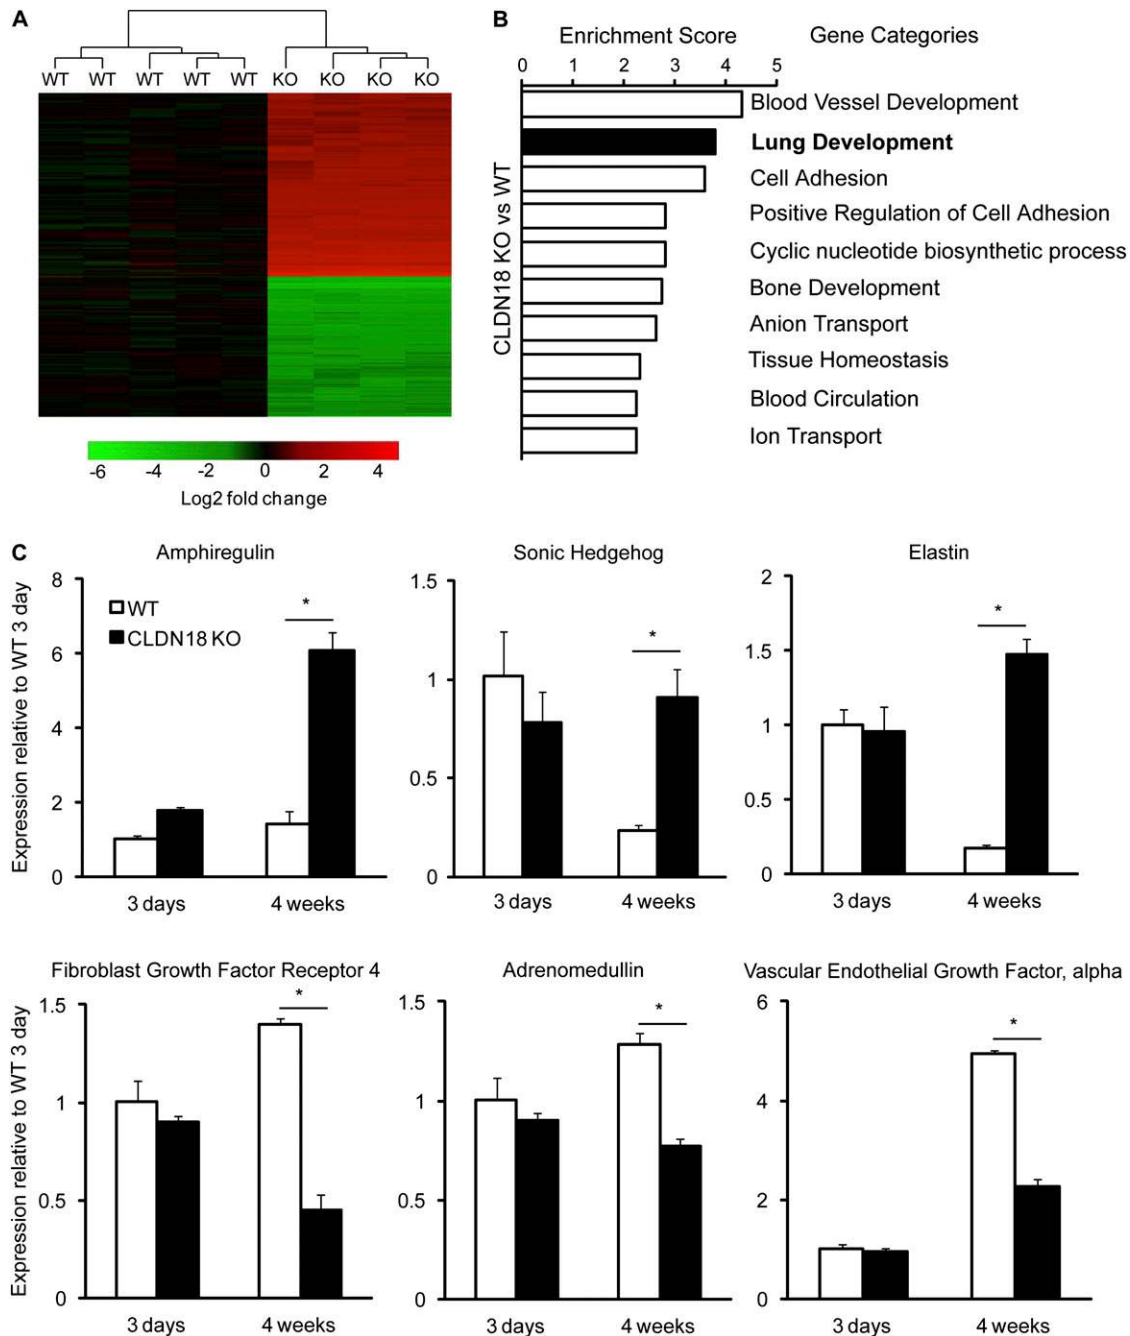 A
WT WT WT WT WT KO KO KO KO
-6 -4 -2 0 2 4
Log2 fold change
B
Enrichment Score Gene Categories
0 1 2 3 4 5
CLDN18 KO vs WT
Blood Vessel Development
Lung Development
Cell Adhesion
Positive Regulation of Cell Adhesion
Cyclic nucleotide biosynthetic process
Bone Development
Anion Transport
Tissue Homeostasis
Blood Circulation
Ion Transport
C
Amphiregulin
Expression relative to WT 3 day
8
6
4
2
0
WT
CLDN18 KO
*
3 days 4 weeks
Sonic Hedgehog
1.5
1
0.5
0
*
3 days 4 weeks
Elastin
2
1.5
1
0.5
0
*
3 days 4 weeks
Fibroblast Growth Factor Receptor 4
Expression relative to WT 3 day
1.5
1
0.5
0
*
3 days 4 weeks
Adrenomedullin
1.5
1
0.5
0
*
3 days 4 weeks
Vascular Endothelial Growth Factor, alpha
6
4
2
0
*
3 days 4 weeks